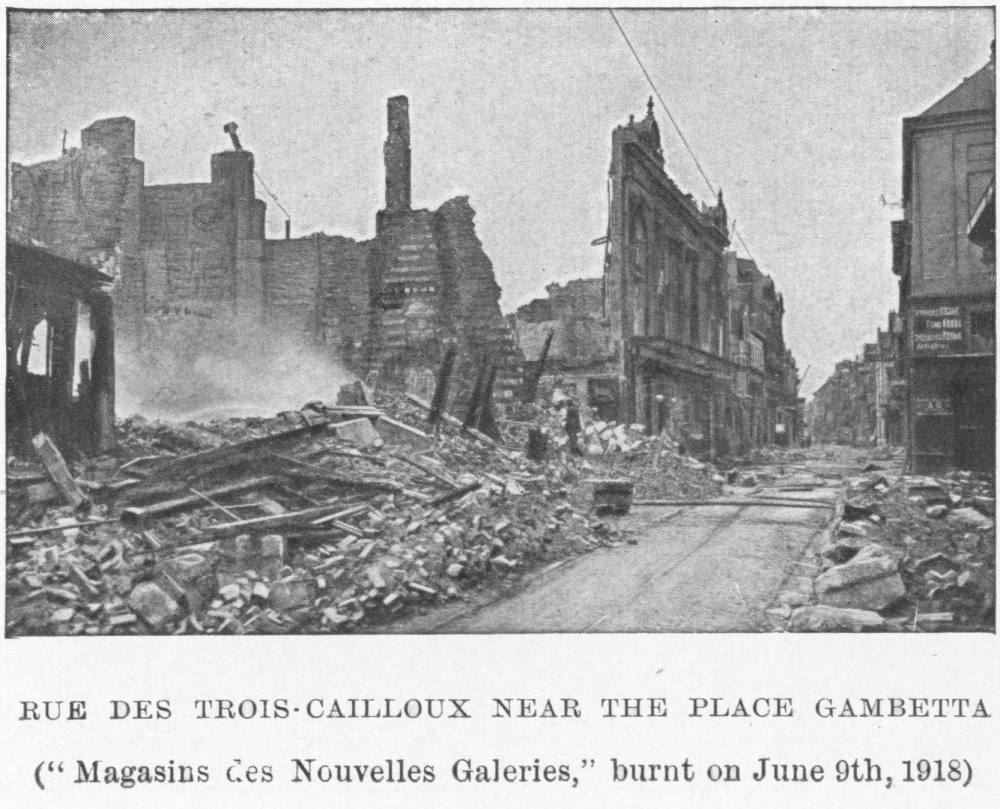 RUE DES TROIS-CAILLOUX NEAR THE PLACE GAMBETTA
(“ Magasins des Nouvelles Galeries,” burnt on June 9th, 1918)